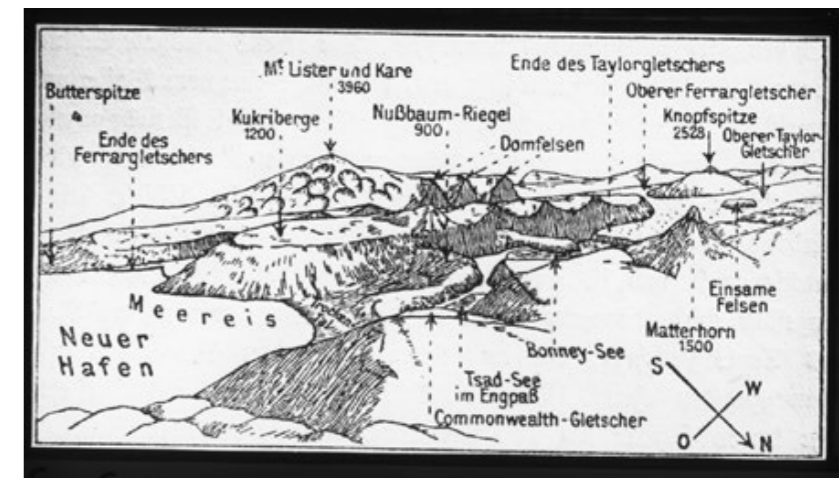 Mt Lister und Kare
3960
Ende des Taylorgletschers
Butterspitze
Oberer Ferrargletscher
Kukriberge
1200
Nußbaum-Riegel
900
Knopfspitze
2528
Ende des
Ferrargletschers
Domfelsen
Oberer Taylor-
Gletscher
Meereis
Neuer
Hafen
Einsame
Felsen
Matterhorn
1500
Bonney-See
Tsad-See
im Engpaß
Commonwealth-Gletscher
S
W
O
N